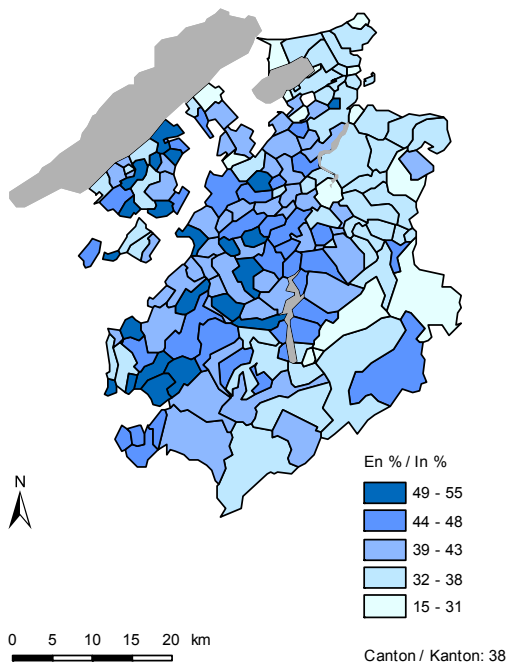 En % / In %
49 - 55
44 - 48
39 - 43
32 - 38
15 - 31
N
0 5 10 15 20 km
Canton / Kanton: 38